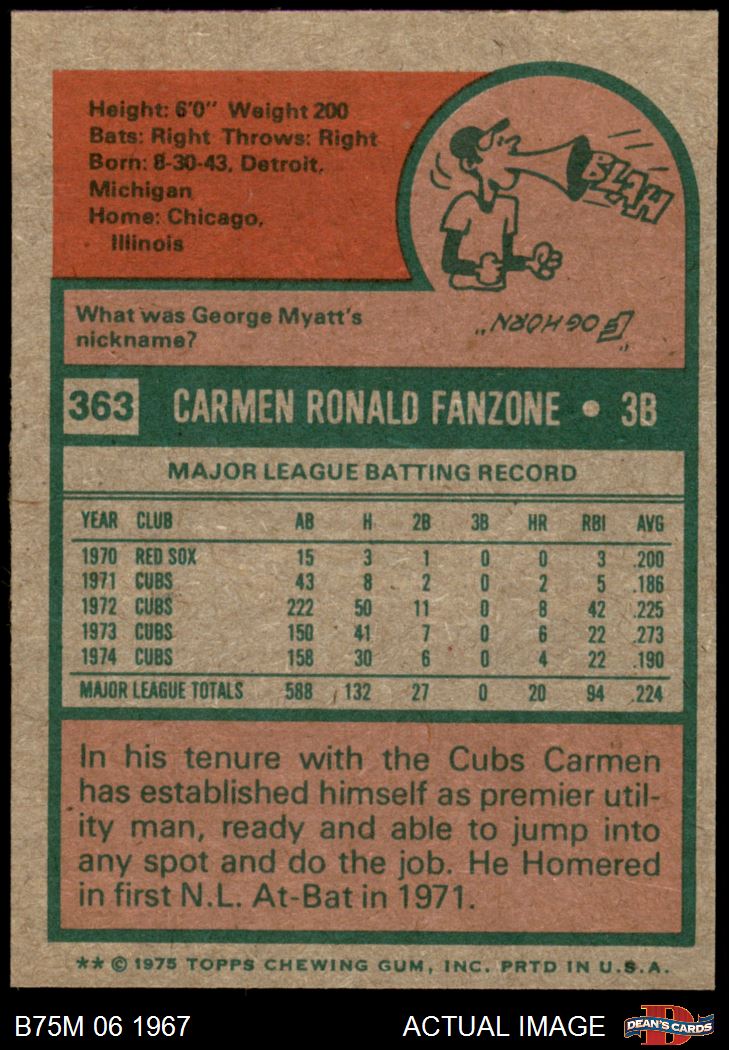 Height: 6'0" Weight 200
Bats: Right Throws: Right
Born: 8-30-43, Detroit,
Michigan
Home: Chicago,
Illinois
BLAH
What was George Myatt's
nickname?
"FOGHORN"
363 CARMEN RONALD FANZONE • 3B
MAJOR LEAGUE BATTING RECORD
YEAR CLUB AB H 2B 3B HR RBI AVG
1970 RED SOX 15 3 1 0 0 3 .200
1971 CUBS 43 8 2 0 2 5 .186
1972 CUBS 222 50 11 0 8 42 .225
1973 CUBS 150 41 7 0 6 22 .273
1974 CUBS 158 30 6 0 4 22 .190
MAJOR LEAGUE TOTALS 588 132 27 0 20 94 .224
In his tenure with the Cubs Carmen
has established himself as premier util-
ity man, ready and able to jump into
any spot and do the job. He Homered
in first N.L. At-Bat in 1971.
** © 1975 TOPPS CHEWING GUM, INC. PRTD IN U.S.A.
B75M 06 1967 ACTUAL IMAGE
D
DEAN'S CARDS